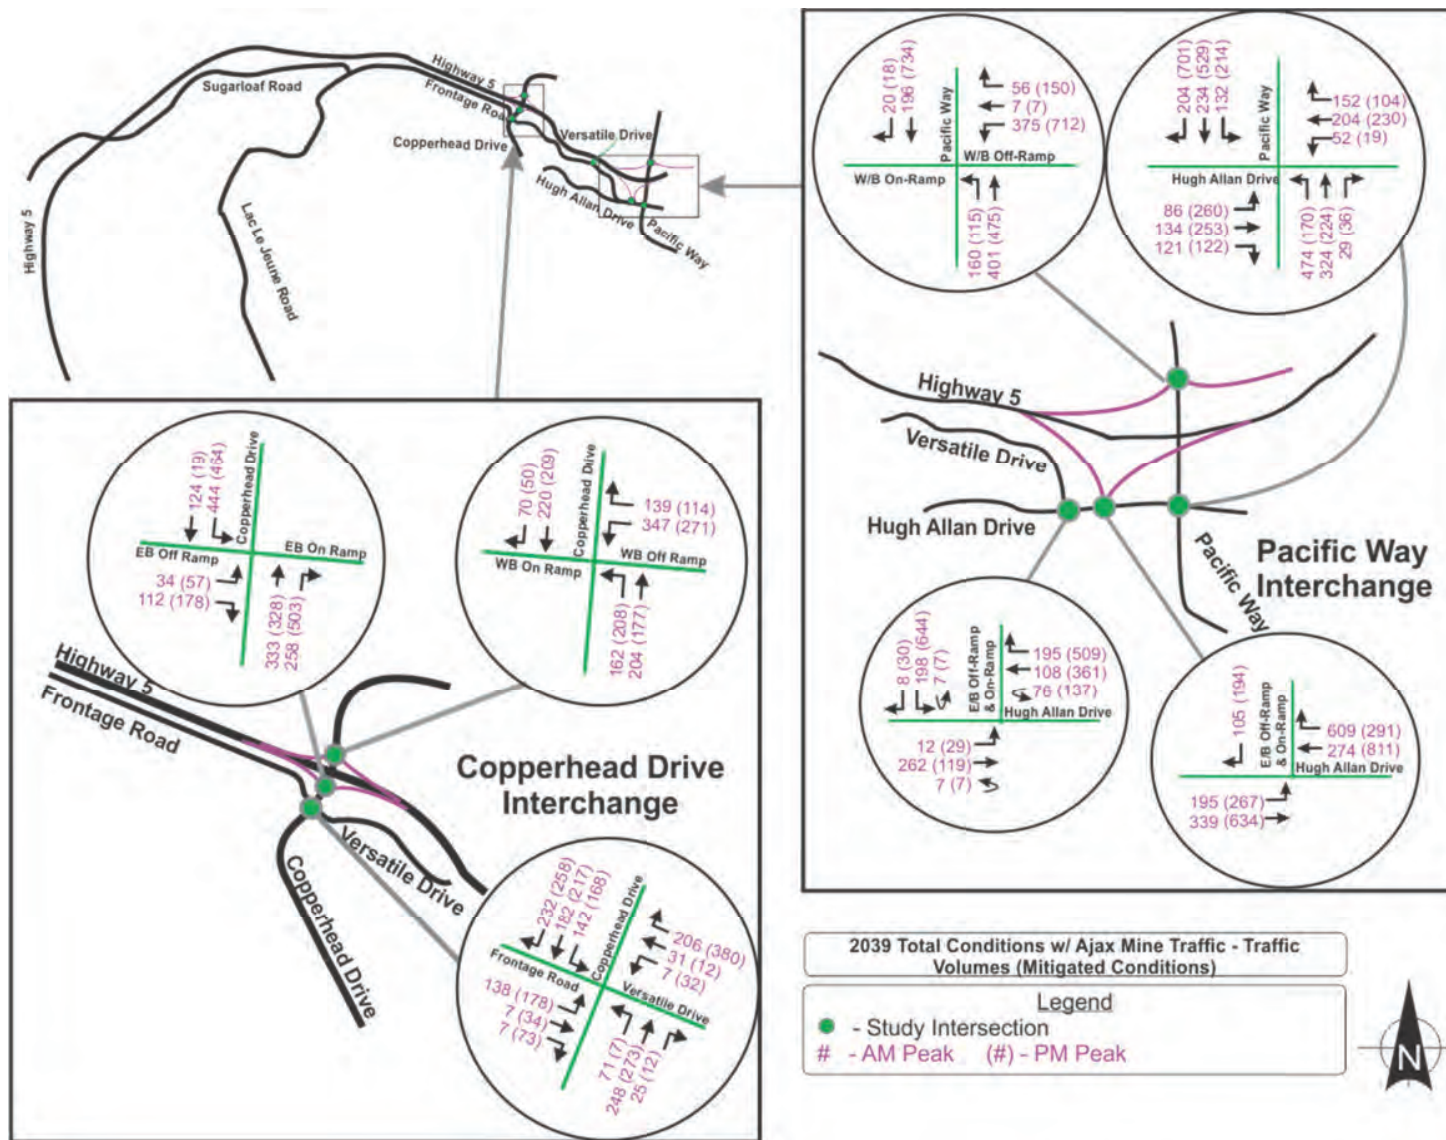 Highway 5
Sugarloaf Road
Frontage Road
Versatile Drive
Copperhead Drive
Hugh Allan Drive
Pacific Way
Lac Le Jeune Road
Highway 5
20 (18)
196 (734)
Pacific Way
56 (150)
7 (7)
375 (712)
W/B Off-Ramp
W/B On-Ramp
160 (115)
401 (475)
204 (701)
234 (529)
132 (214)
Pacific Way
152 (104)
204 (230)
52 (19)
Hugh Allan Drive
86 (260)
134 (253)
121 (122)
474 (170)
324 (224)
29 (36)
Highway 5
Versatile Drive
Hugh Allan Drive
Pacific Way
Pacific Way
Interchange
8 (30)
198 (644)
7 (7)
E/B Off-Ramp
& On-Ramp
195 (509)
108 (361)
76 (137)
Hugh Allan Drive
12 (29)
262 (119)
7 (7)
105 (194)
E/B Off-Ramp
& On-Ramp
609 (291)
274 (811)
Hugh Allan Drive
195 (267)
339 (634)
124 (19)
444 (464)
Copperhead Drive
EB Off Ramp
EB On Ramp
34 (57)
112 (178)
333 (328)
258 (503)
70 (50)
220 (209)
Copperhead Drive
139 (114)
347 (271)
WB Off Ramp
WB On Ramp
162 (208)
204 (177)
Highway 5
Frontage Road
Copperhead Drive
Interchange
Versatile Drive
Copperhead Drive
232 (258)
182 (217)
142 (168)
Copperhead Drive
206 (380)
31 (12)
7 (32)
Frontage Road
Versatile Drive
138 (178)
7 (34)
7 (73)
71 (7)
248 (273)
25 (12)
2039 Total Conditions w/ Ajax Mine Traffic - Traffic
Volumes (Mitigated Conditions)
Legend
- Study Intersection
# - AM Peak (#) - PM Peak
N